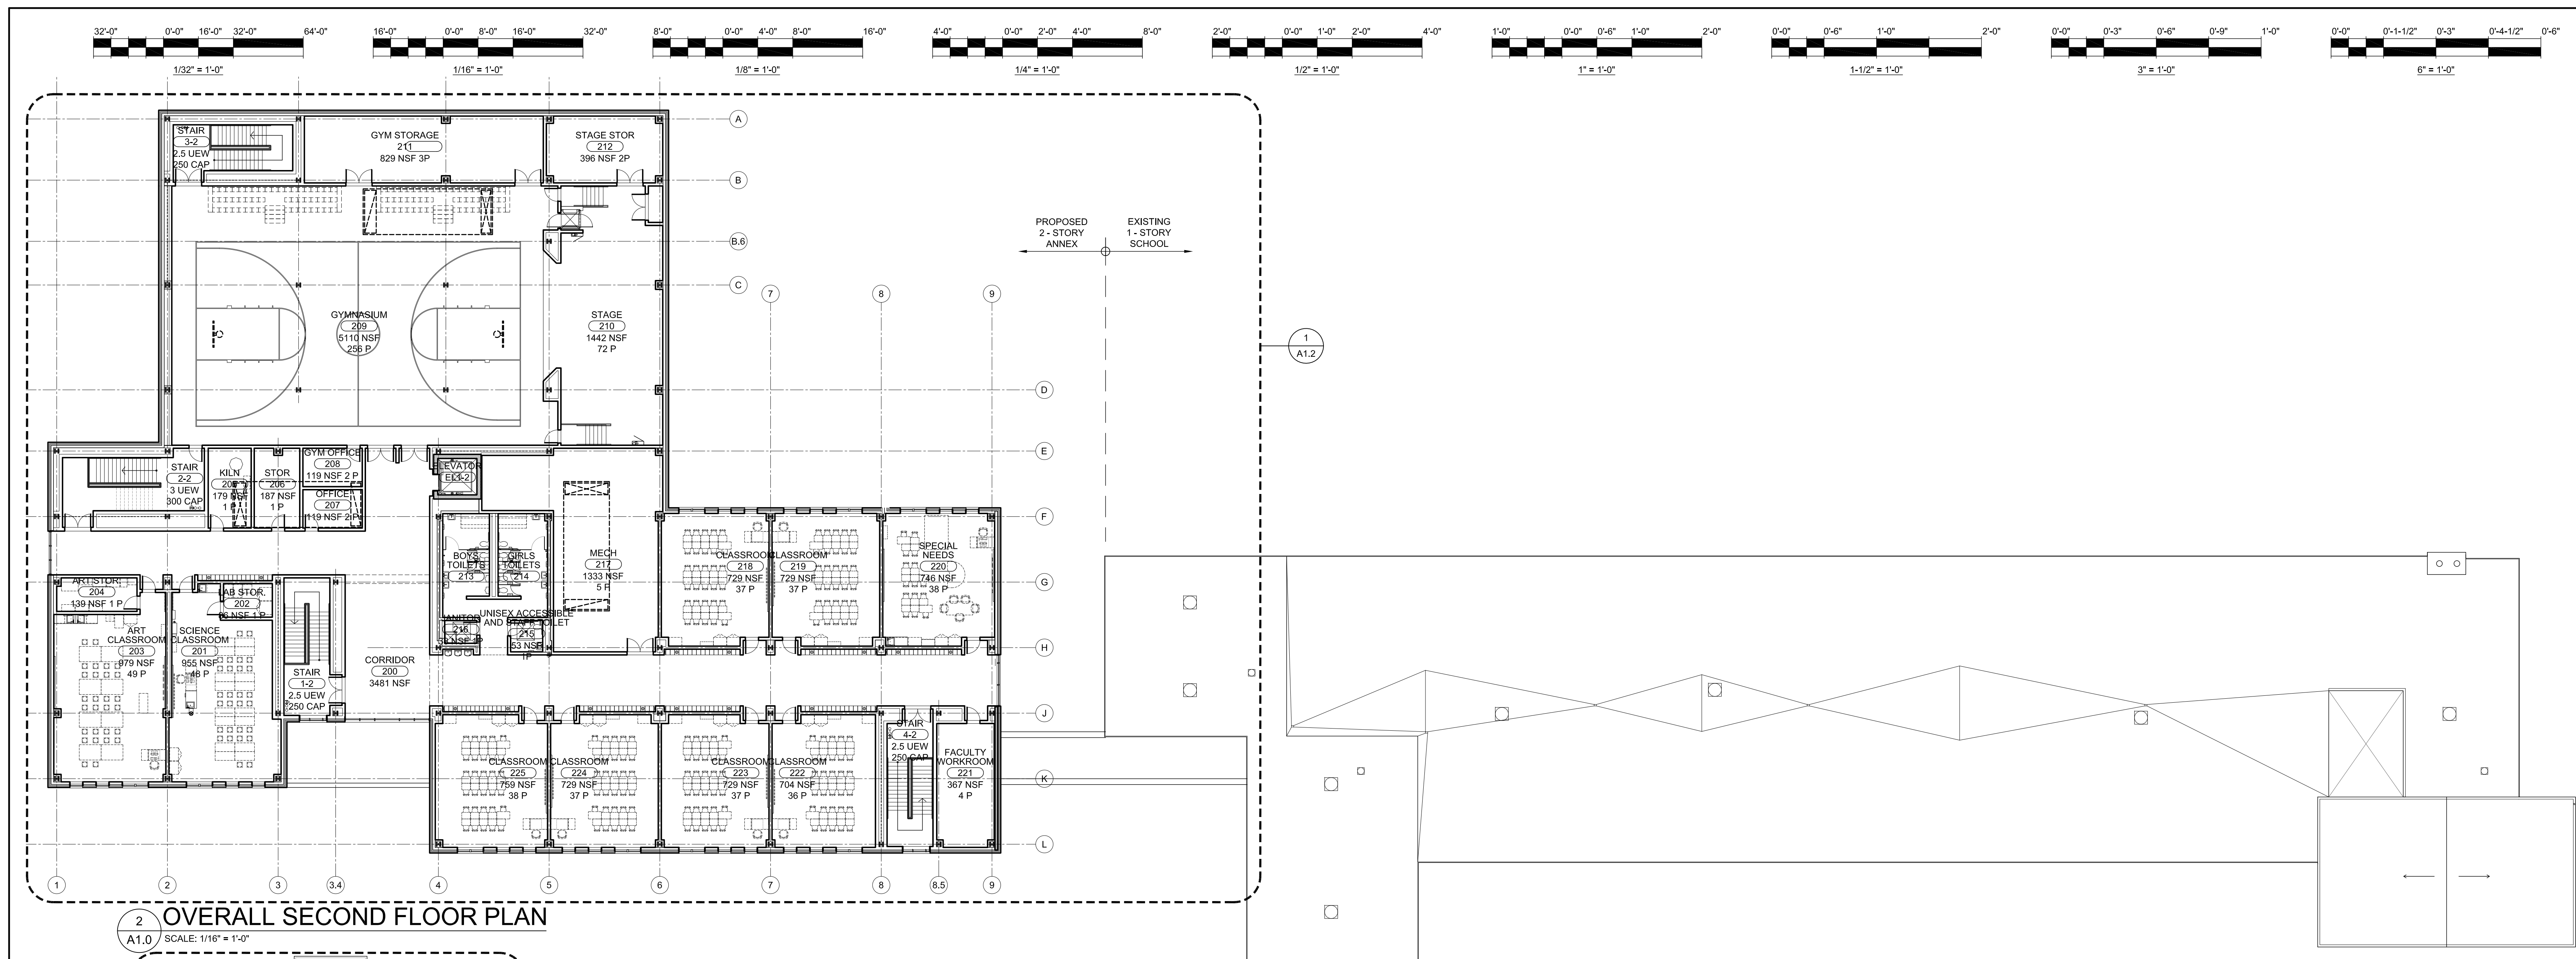 32'-0" 0'-0" 16'-0" 32'-0" 64'-0"
1/32" = 1'-0"
16'-0" 0'-0" 8'-0" 16'-0" 32'-0"
1/16" = 1'-0"
8'-0" 0'-0" 4'-0" 8'-0" 16'-0"
1/8" = 1'-0"
4'-0" 0'-0" 2'-0" 4'-0" 8'-0"
1/4" = 1'-0"
2'-0" 0'-0" 1'-0" 2'-0" 4'-0"
1/2" = 1'-0"
1'-0" 0'-0" 0'-6" 1'-0" 2'-0"
1" = 1'-0"
0'-0" 0'-6" 1'-0" 2'-0"
1-1/2" = 1'-0"
0'-0" 0'-3" 0'-6" 0'-9" 1'-0"
3" = 1'-0"
0'-0" 0'-1-1/2" 0'-3" 0'-4-1/2" 0'-6"
6" = 1'-0"
STAIR
3-2
2.5 UEW
250 CAP
GYM STORAGE
211
829 NSF 3P
STAGE STOR
212
396 NSF 2P
A
B
B.6
C
D
E
F
G
H
J
K
L
7
8
9
PROPOSED
2 - STORY
ANNEX
EXISTING
1 - STORY
SCHOOL
1
A1.2
GYMNASIUM
209
5110 NSF
256 P
STAGE
210
1442 NSF
72 P
STAIR
2-2
3 UEW
300 CAP
KILN
179 NSF
1 P
STOR
206
187 NSF
1 P
GYM OFFICE
208
119 NSF 2 P
OFFICE
207
119 NSF 2P
ELEVATOR
BOYS
TOILETS
213
GIRLS
TOILETS
214
MECH
217
1333 NSF
5 P
CLASSROOM
218
729 NSF
37 P
CLASSROOM
219
729 NSF
37 P
SPECIAL
NEEDS
220
746 NSF
38 P
ART STOR.
204
139 NSF 1 P
LAB STOR.
202
ART
CLASSROOM
203
979 NSF
49 P
SCIENCE
CLASSROOM
201
955 NSF
48 P
STAIR
1-2
2.5 UEW
250 CAP
CORRIDOR
200
3481 NSF
JANITOR
216
UNISEX ACCESSIBLE
AND STAFF TOILET
215
53 NSF
1P
CLASSROOM
225
759 NSF
38 P
CLASSROOM
224
729 NSF
37 P
CLASSROOM
223
729 NSF
37 P
CLASSROOM
222
704 NSF
36 P
STAIR
4-2
2.5 UEW
250 CAP
FACULTY
WORKROOM
221
367 NSF
4 P
1
2
3
3.4
4
5
6
7
8
8.5
9
2
A1.0
OVERALL SECOND FLOOR PLAN
SCALE: 1/16" = 1'-0"